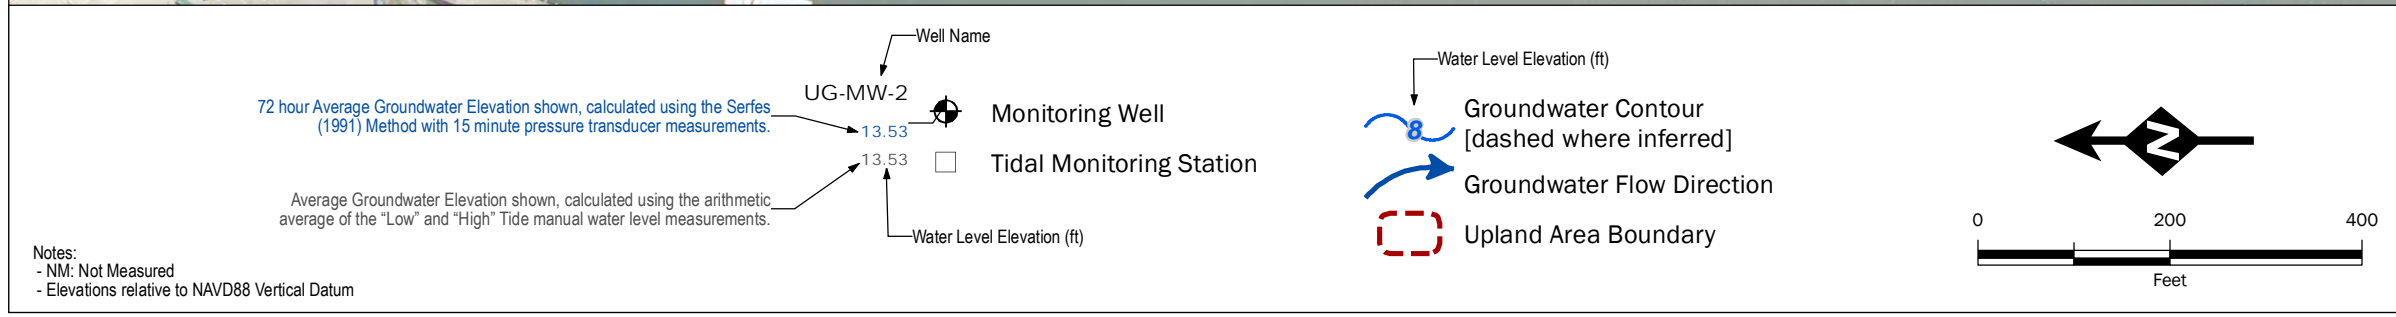 Well Name
UG-MW-2
72 hour Average Groundwater Elevation shown, calculated using the Serfes
(1991) Method with 15 minute pressure transducer measurements.
13.53
13.53
Average Groundwater Elevation shown, calculated using the arithmetic
average of the “Low” and “High” Tide manual water level measurements.
Water Level Elevation (ft)
Monitoring Well
Tidal Monitoring Station
Notes:
- NM: Not Measured
- Elevations relative to NAVD88 Vertical Datum
Water Level Elevation (ft)
8
Groundwater Contour
[dashed where inferred]
Groundwater Flow Direction
Upland Area Boundary
N
0 200 400
Feet